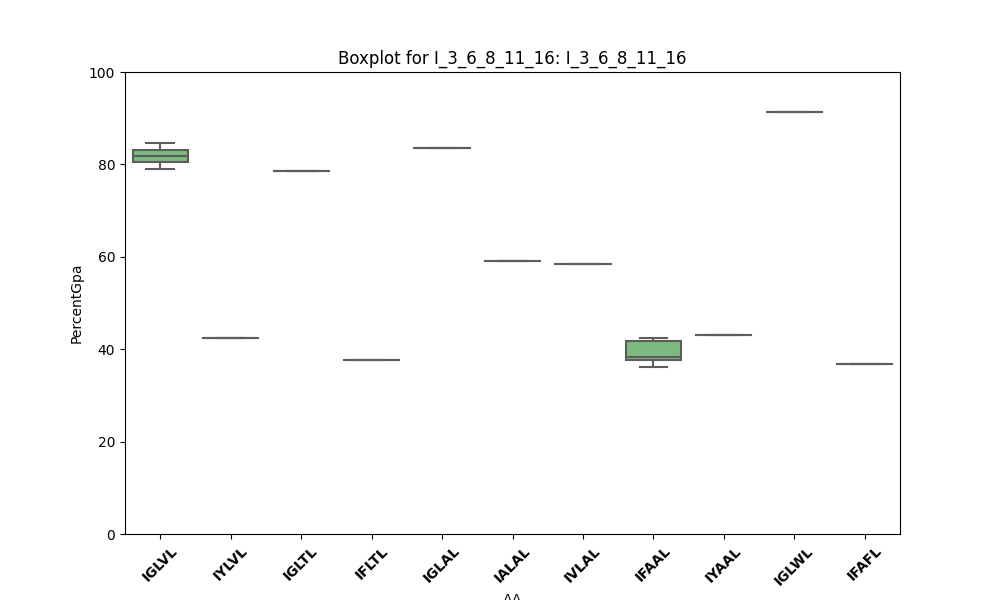 Boxplot for I_3_6_8_11_16: I_3_6_8_11_16
PercentGpa
100
80
60
40
20
0
IGLVL
IYLVL
IGLTL
IFLTL
IGLAL
IALAL
IVLAL
IFAAL
IYAAL
IGLWL
IFAFL
AA